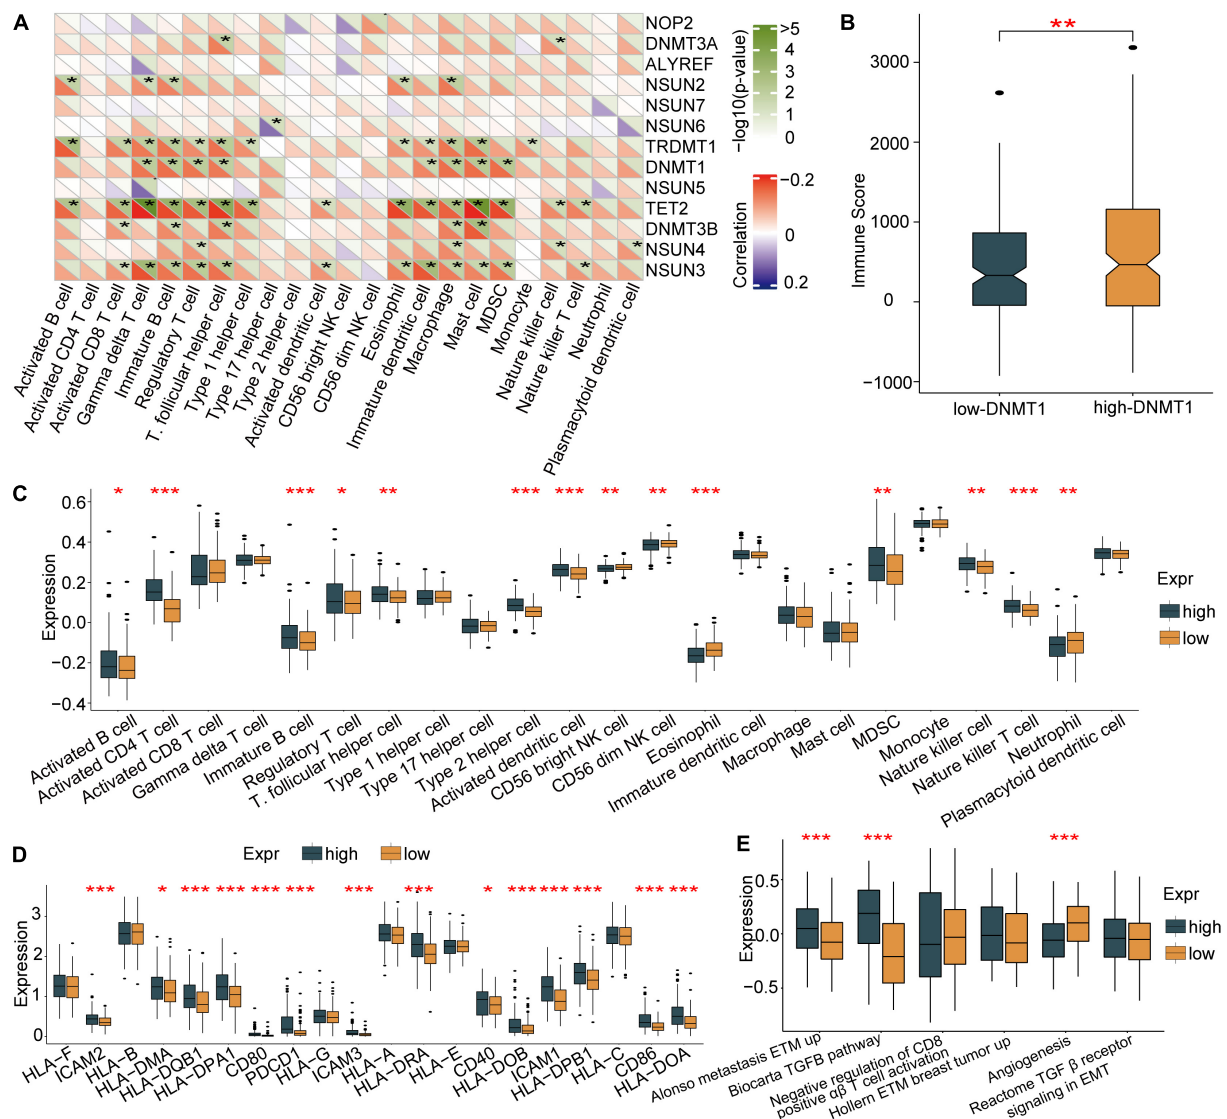 A
NOP2
DNMT3A
ALYREF
NSUN2
NSUN7
NSUN6
TRDMT1
DNMT1
NSUN5
TET2
DNMT3B
NSUN4
NSUN3
Activated B cell
Activated CD4 T cell
Activated CD8 T cell
Gamma delta T cell
Immature B cell
Regulatory T cell
T. follicular helper cell
Type 1 helper cell
Type 17 helper cell
Type 2 helper cell
Activated dendritic cell
CD56 bright NK cell
CD56 dim NK cell
Eosinophil
Immature dendritic cell
Macrophage
Mast cell
MDSC
Monocyte
Nature killer cell
Nature killer T cell
Neutrophil
Plasmacytoid dendritic cell
−log10(p-value)
>5
4
3
2
1
0
Correlation
−0.2
0
0.2
B
**
Immune Score
3000
2000
1000
0
−1000
low-DNMT1
high-DNMT1
C
* *** *** * ** *** *** ** ** *** ** ** *** **
Expression
0.6
0.4
0.2
0.0
−0.2
−0.4
Activated B cell
Activated CD4 T cell
Activated CD8 T cell
Gamma delta T cell
Immature B cell
Regulatory T cell
T. follicular helper cell
Type 1 helper cell
Type 17 helper cell
Type 2 helper cell
Activated dendritic cell
CD56 bright NK cell
CD56 dim NK cell
Eosinophil
Immature dendritic cell
Macrophage
Mast cell
MDSC
Monocyte
Nature killer cell
Nature killer T cell
Neutrophil
Plasmacytoid dendritic cell
Expr
high
low
D
Expr
high
low
*** * *** *** *** *** *** *** * *** *** *** *** ***
Expression
3
2
1
0
HLA−F
ICAM2
HLA−B
HLA−DMA
HLA−DQB1
HLA−DPA1
CD80
PDCD1
HLA−G
ICAM3
HLA−A
HLA−DRA
HLA−E
CD40
HLA−DOB
ICAM1
HLA−DPB1
HLA−C
CD86
HLA−DOA
E
*** *** ***
Expression
0.5
0.0
−0.5
Alonso metastasis ETM up
Biocarta TGFB pathway
Negative regulation of CD8
positive αβ T cell activation
Hollern ETM breast tumor up
Angiogenesis
Reactome TGF β receptor
signaling in EMT
Expr
high
low